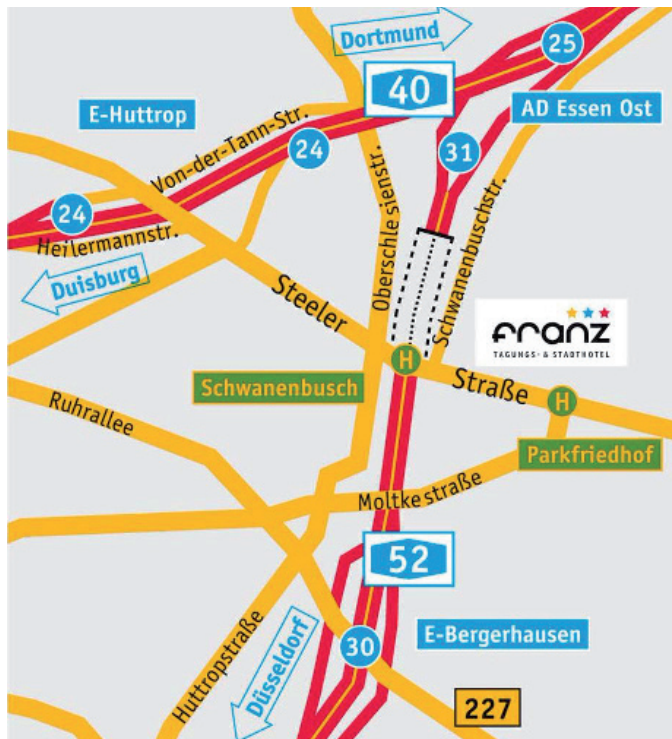 Dortmund
25
40
E-Huttrop
AD Essen Ost
Von-der-Tann-Str.
24
31
24
Heilermannstr.
Oberschlesienstr.
Schwanenbuschstr.
Duisburg
Steeler
franz
TAGUNGS- & STADTHOTEL
H
Schwanenbusch
Straße
H
Ruhrallee
Parkfriedhof
Moltkestraße
52
Huttropstraße
Düsseldorf
30
E-Bergerhausen
227